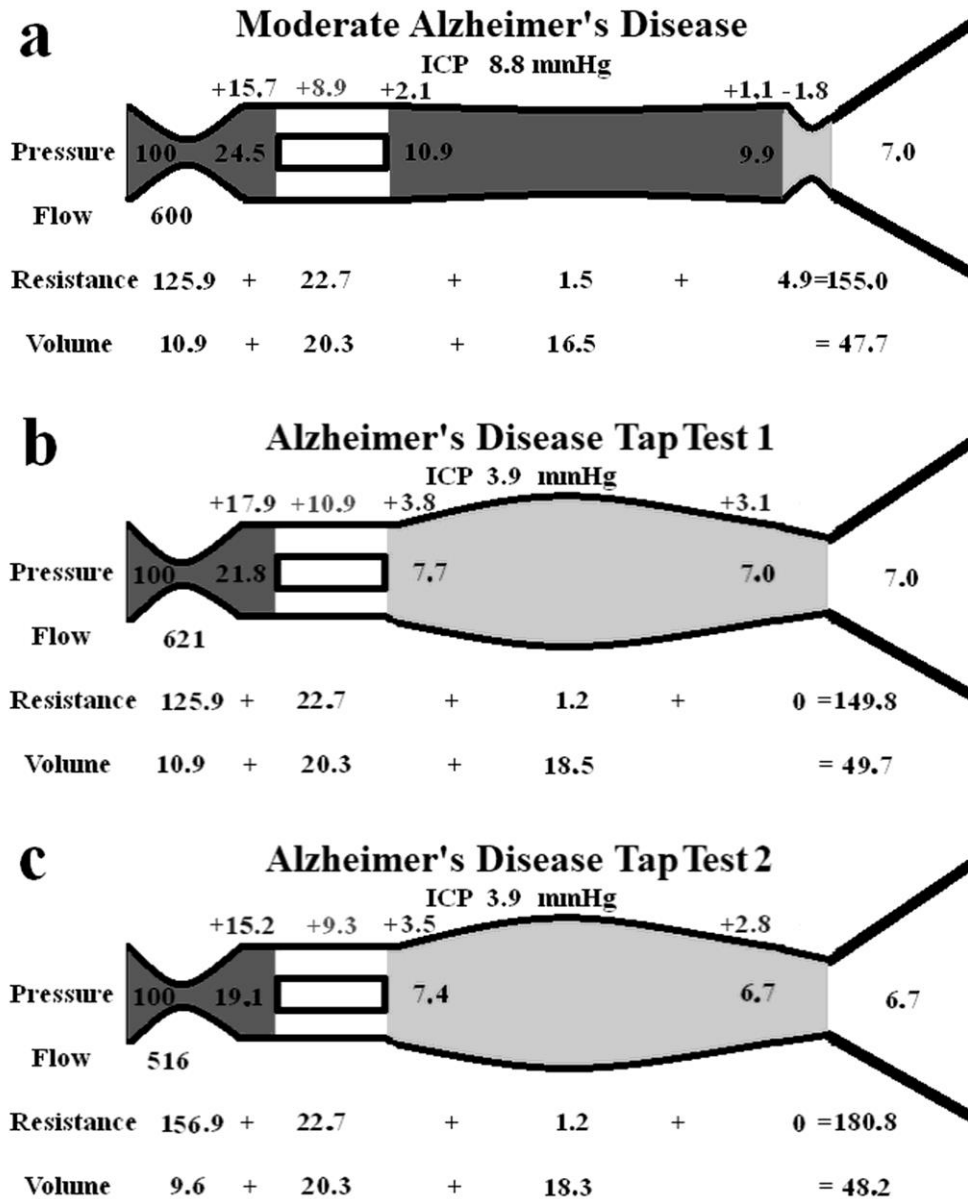 a
Moderate Alzheimer's Disease
ICP 8.8 mmHg
+15.7 +8.9 +2.1 +1.1 -1.8
Pressure 100 24.5 10.9 9.9 7.0
Flow 600
Resistance 125.9 + 22.7 + 1.5 + 4.9=155.0
Volume 10.9 + 20.3 + 16.5 = 47.7
b
Alzheimer's Disease Tap Test 1
ICP 3.9 mmHg
+17.9 +10.9 +3.8 +3.1
Pressure 100 21.8 7.7 7.0 7.0
Flow 621
Resistance 125.9 + 22.7 + 1.2 + 0 =149.8
Volume 10.9 + 20.3 + 18.5 = 49.7
c
Alzheimer's Disease Tap Test 2
ICP 3.9 mmHg
+15.2 +9.3 +3.5 +2.8
Pressure 100 19.1 7.4 6.7 6.7
Flow 516
Resistance 156.9 + 22.7 + 1.2 + 0 =180.8
Volume 9.6 + 20.3 + 18.3 = 48.2